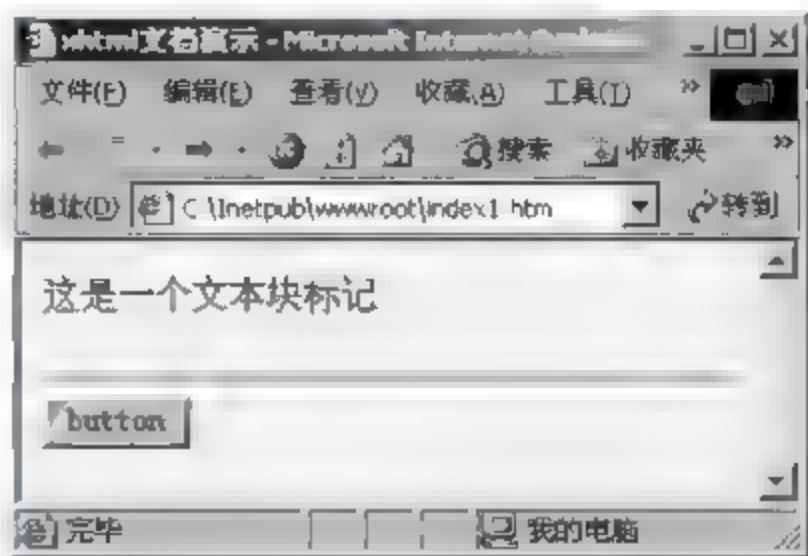 xhtml文档演示 - Microsoft Internet
文件(F) 编辑(E) 查看(V) 收藏(A) 工具(T) »
搜索 收藏夹 »
地址(D) C:\Inetpub\wwwroot\index1.htm 转到
这是一个文本块标记
button
完毕 我的电脑